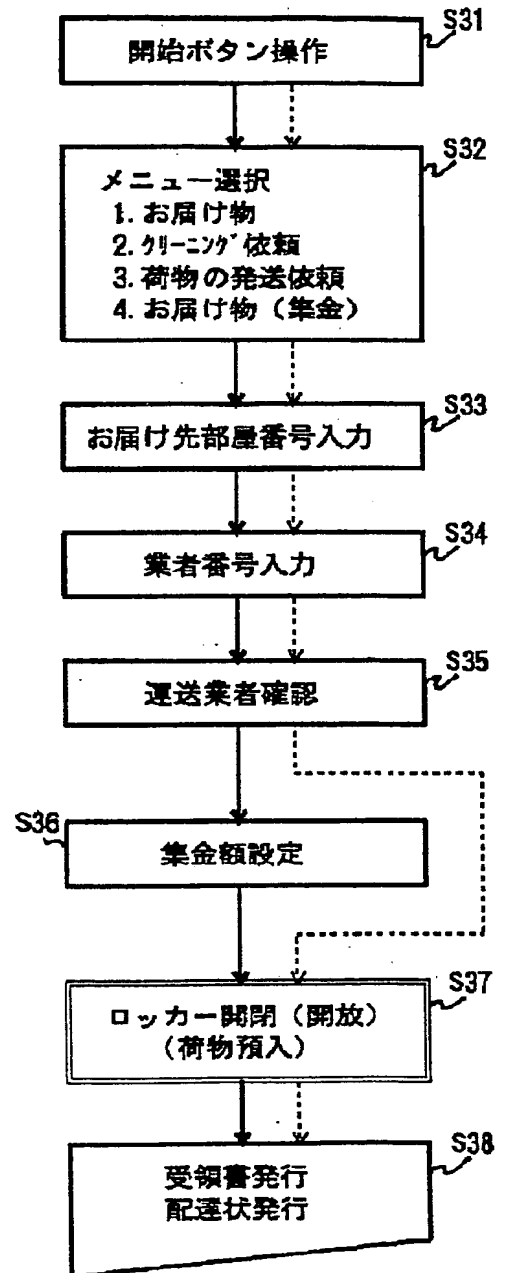 S31
開始ボタン操作
S32
メニュー選択
1. お届け物
2. クリーニング依頼
3. 荷物の発送依頼
4. お届け物(集金)
S33
お届け先部屋番号入力
S34
業者番号入力
S35
運送業者確認
S36
集金額設定
S37
ロッカー開閉(開放)
(荷物預入)
S38
受領書発行
配達状発行